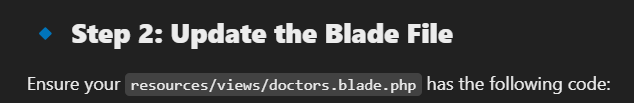 Step 2: Update the Blade File
Ensure your resources/views/doctors.blade.php has the following code: